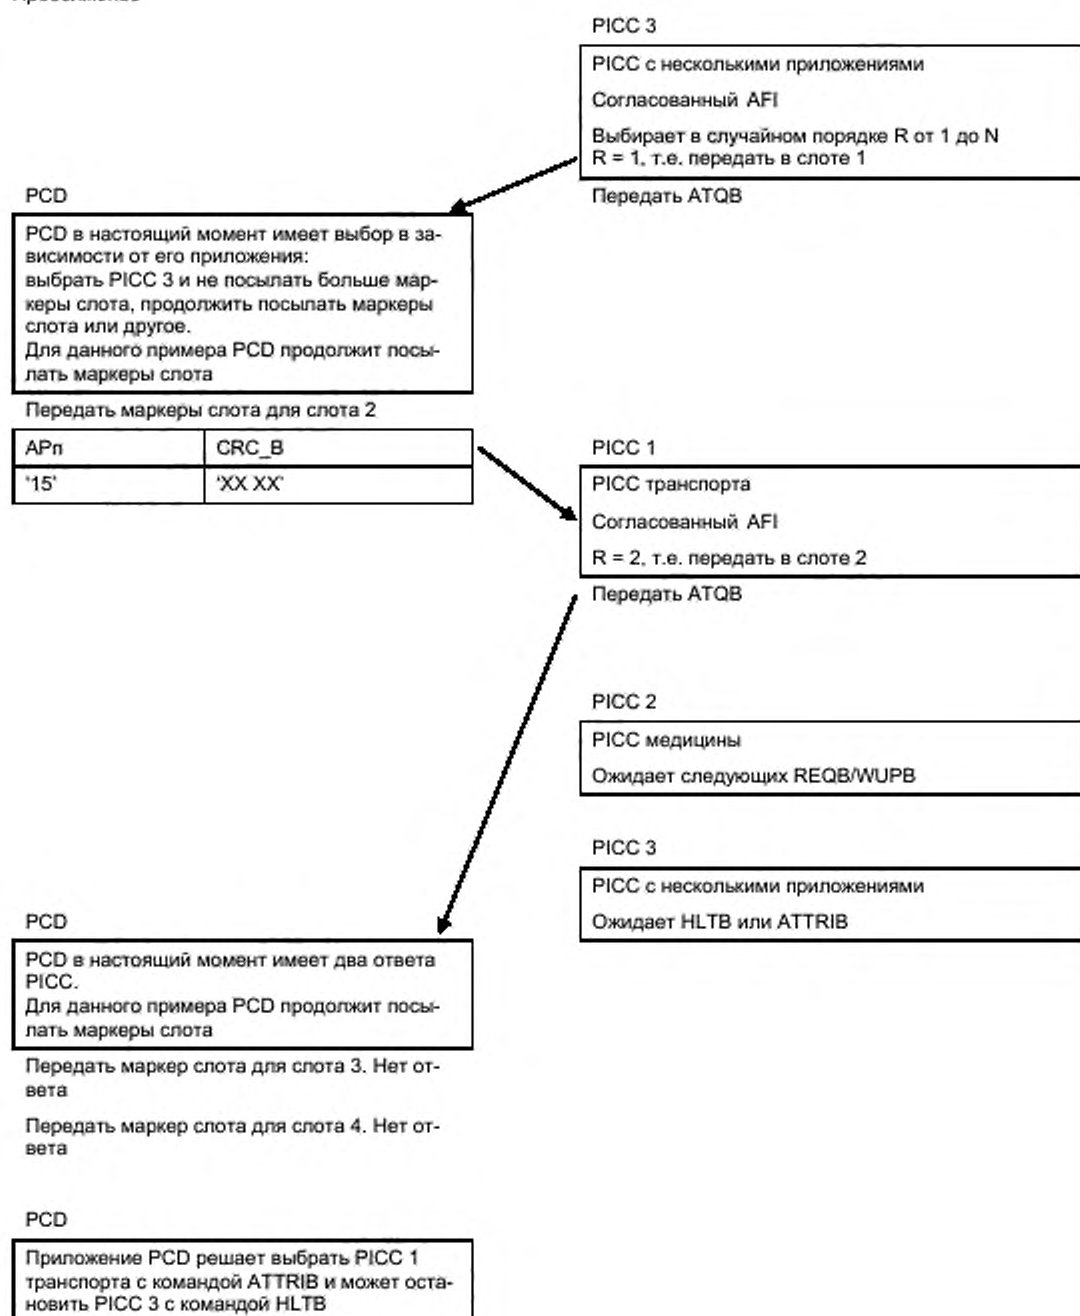 PICC 3
PICC с несколькими приложениями
Согласованный AFI
Выбирает в случайном порядке R от 1 до N
R = 1, т.е. передать в слоте 1
Передать ATQB
PCD
PCD в настоящий момент имеет выбор в за-
висимости от его приложения:
выбрать PICC 3 и не посылать больше мар-
керы слота, продолжить посылать маркеры
слота или другое.
Для данного примера PCD продолжит посы-
лать маркеры слота
Передать маркеры слота для слота 2
APn CRC_B
'15' 'XX XX'
PICC 1
PICC транспорта
Согласованный AFI
R = 2, т.е. передать в слоте 2
Передать ATQB
PICC 2
PICC медицины
Ожидает следующих REQB/WUPB
PICC 3
PICC с несколькими приложениями
Ожидает HLTB или ATTRIB
PCD
PCD в настоящий момент имеет два ответа
PICC.
Для данного примера PCD продолжит посы-
лать маркеры слота
Передать маркер слота для слота 3. Нет от-
вета
Передать маркер слота для слота 4. Нет от-
вета
PCD
Приложение PCD решает выбрать PICC 1
транспорта с командой ATTRIB и может оста-
новить PICC 3 с командой HLTB